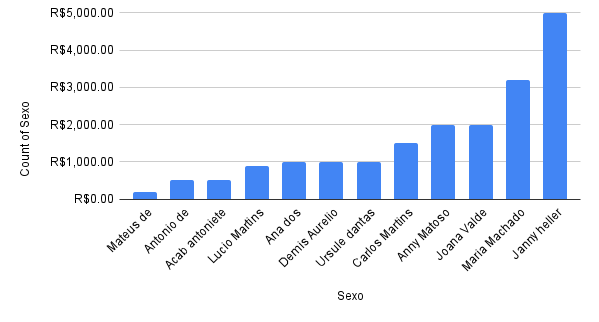 R$5,000.00
R$4,000.00
R$3,000.00
R$2,000.00
R$1,000.00
R$0.00
Count of Sexo
Mateus de
Antonio de
Acab antoniete
Lucio Martins
Ana dos
Demis Aurelio
Ursule dantas
Carlos Martins
Anny Matoso
Joana Valde
Maria Machado
Janny heller
Sexo